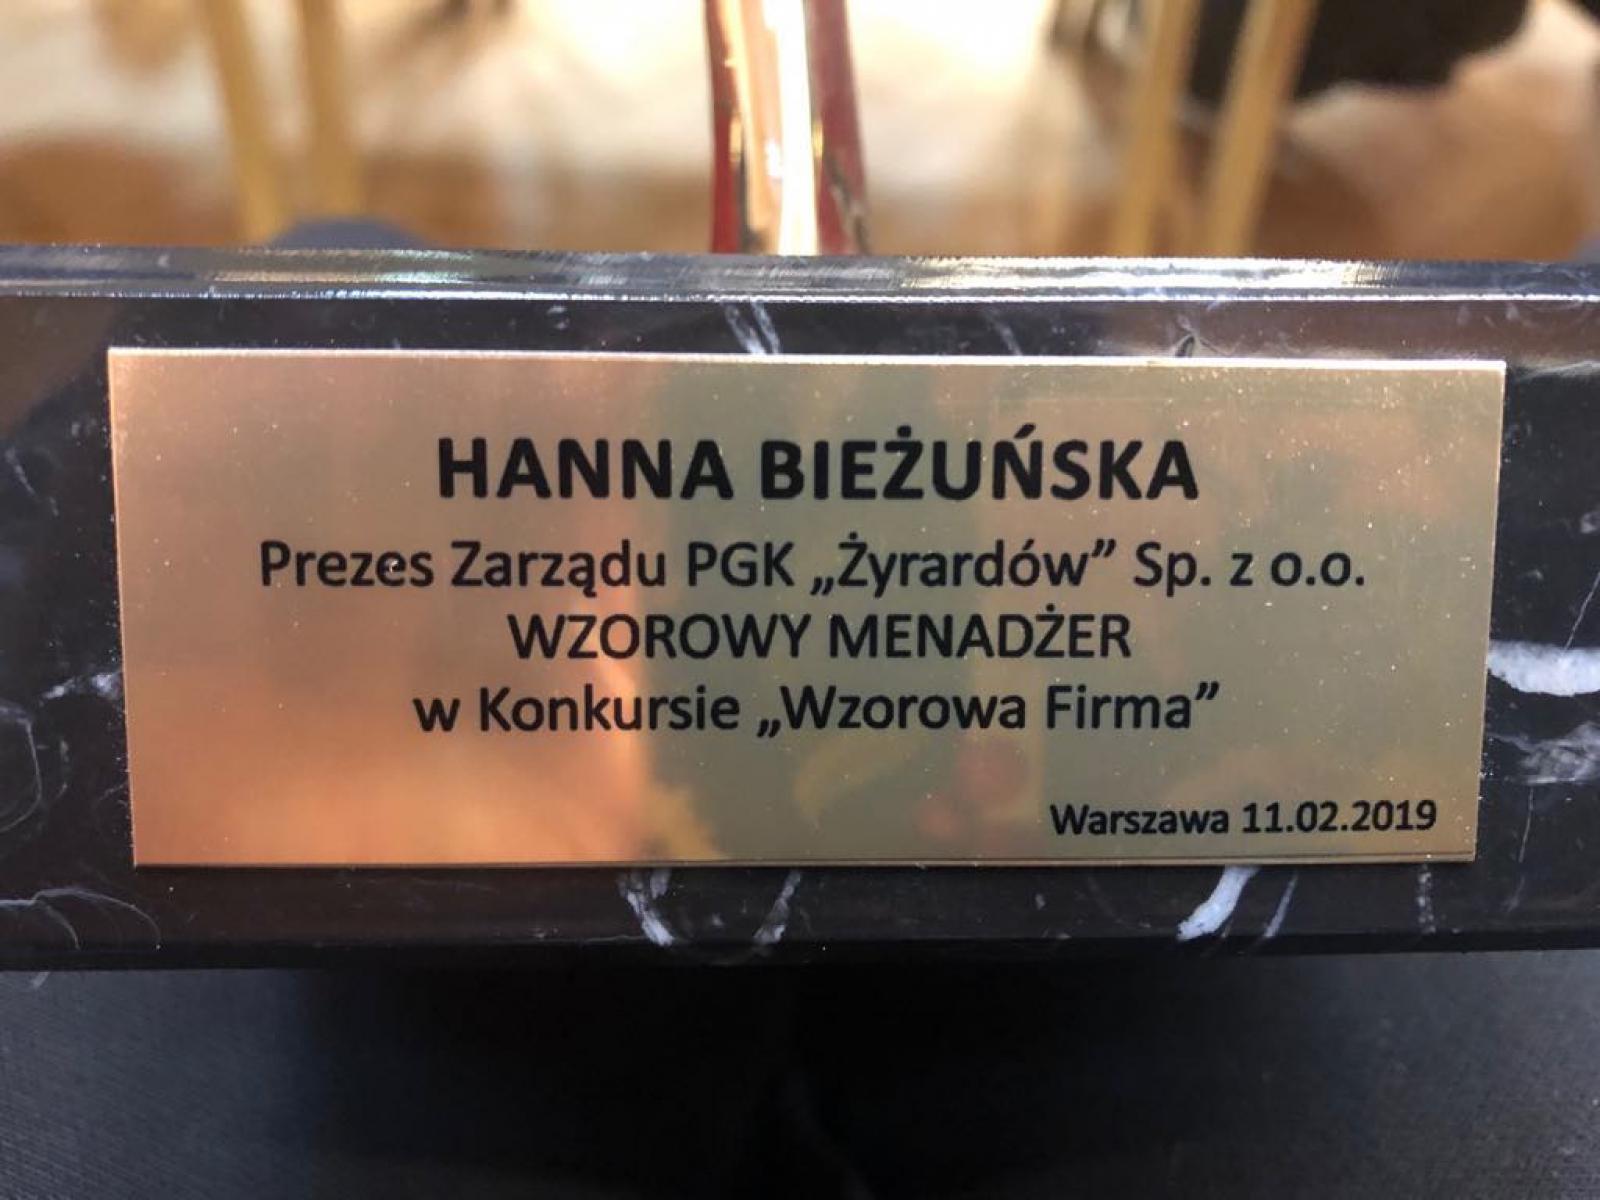 HANNA BIEŻUŃSKA
Prezes Zarządu PGK „Żyrardów” Sp. z o.o.
WZOROWY MENADŻER
w Konkursie „Wzorowa Firma”
Warszawa 11.02.2019